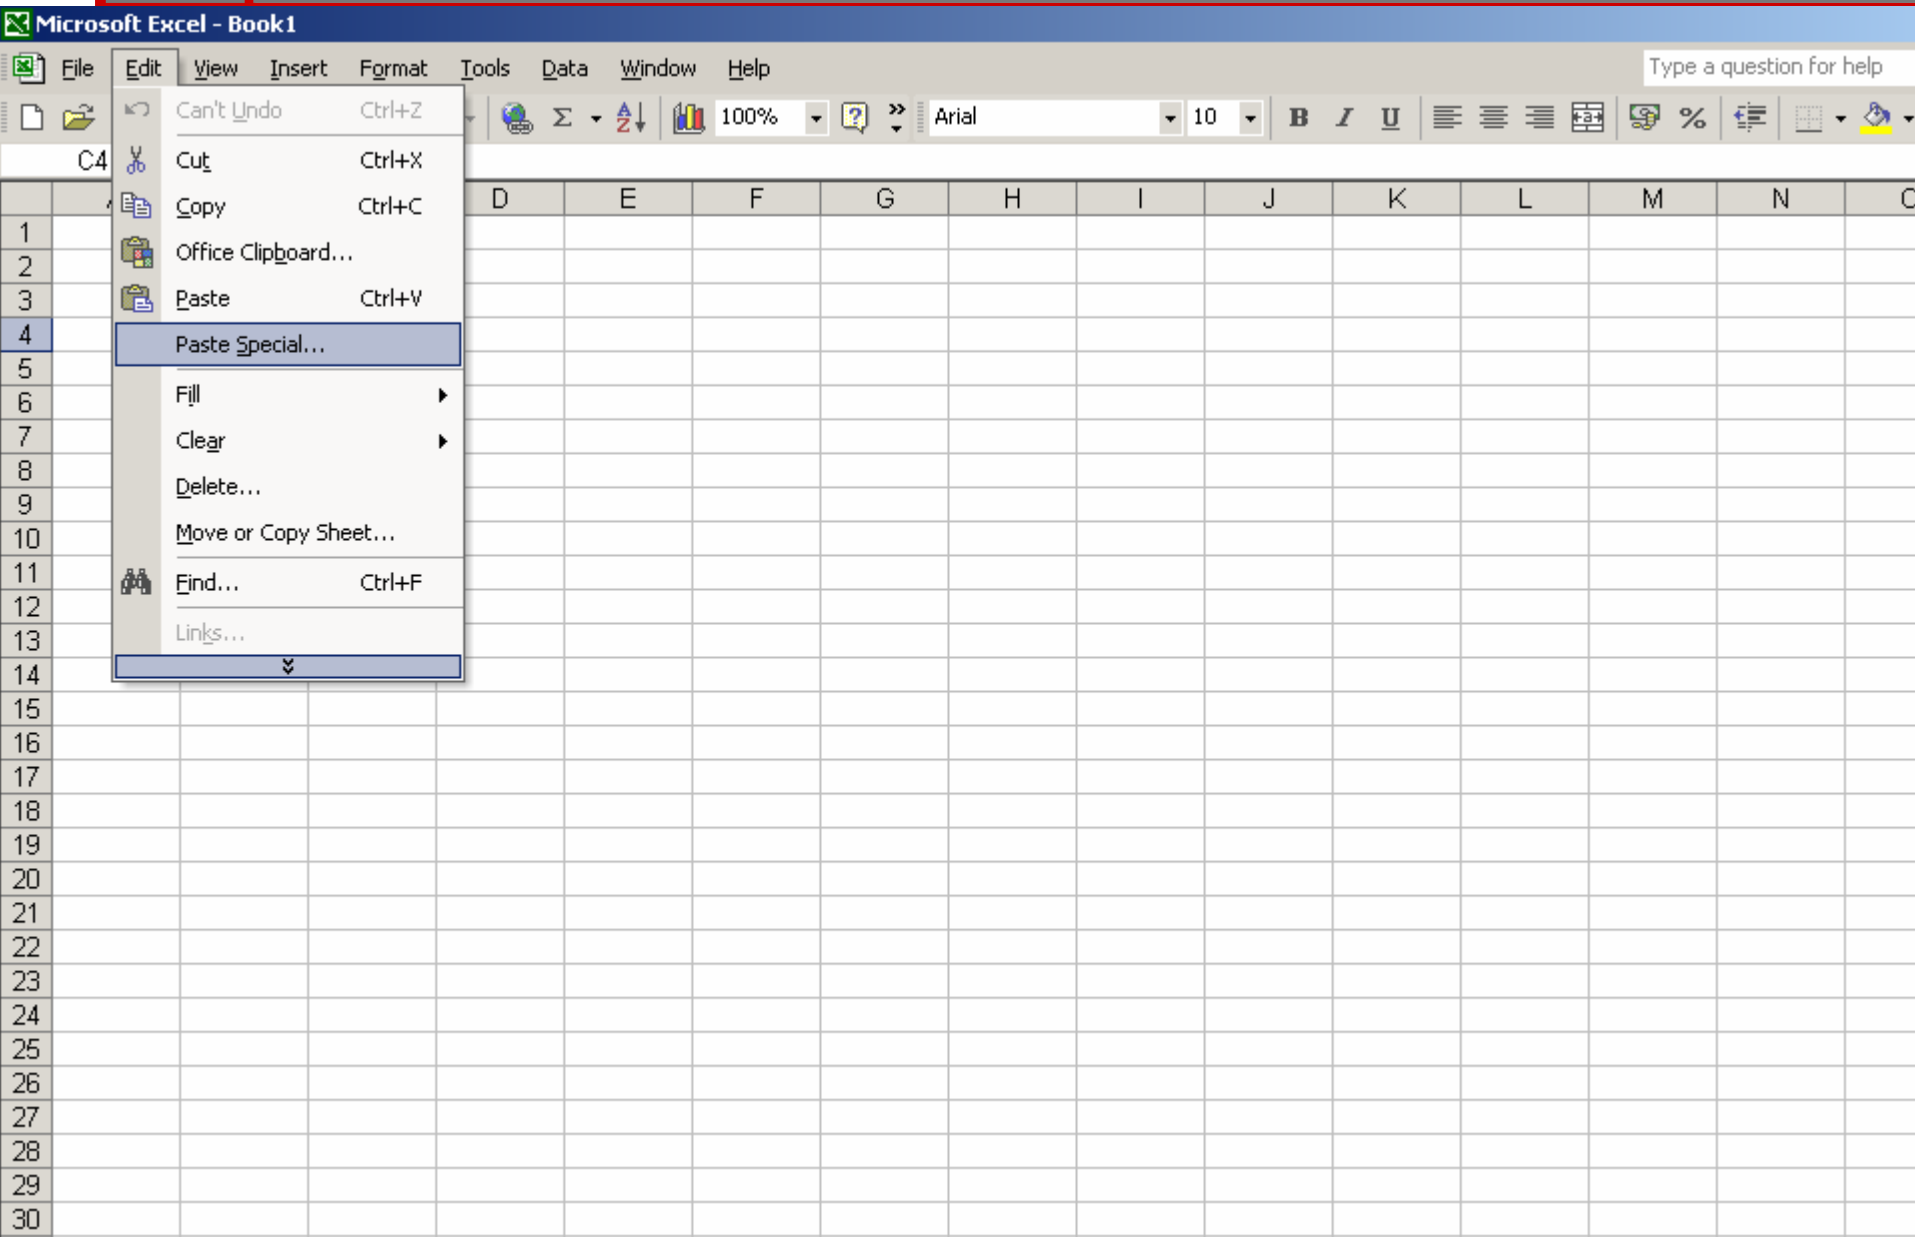 Microsoft Excel - Book1
File Edit View Insert Format Tools Data Window Help Type a question for help
100% Arial 10 B I U %
C4
Can't Undo Ctrl+Z
Cut Ctrl+X
Copy Ctrl+C
Office Clipboard...
Paste Ctrl+V
Paste Special...
Fill
Clear
Delete...
Move or Copy Sheet...
Find... Ctrl+F
Links...
D E F G H I J K L M N
1
2
3
4
5
6
7
8
9
10
11
12
13
14
15
16
17
18
19
20
21
22
23
24
25
26
27
28
29
30